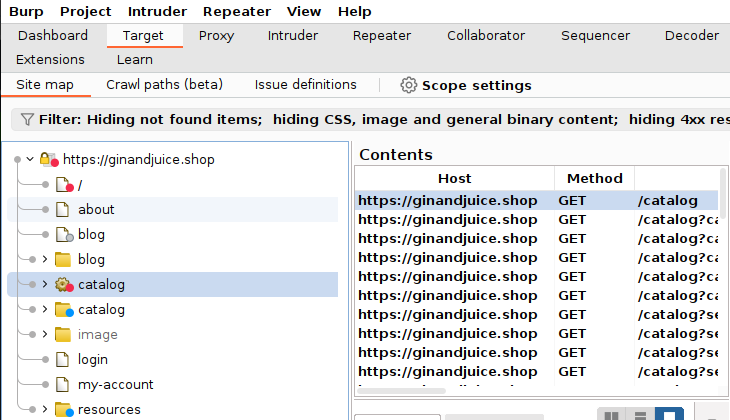 Burp Project Intruder Repeater View Help
Dashboard Target Proxy Intruder Repeater Collaborator Sequencer Decoder
Extensions Learn
Site map Crawl paths (beta) Issue definitions Scope settings
Filter: Hiding not found items; hiding CSS, image and general binary content; hiding 4xx res
https://ginandjuice.shop
/
about
blog
blog
catalog
catalog
image
login
my-account
resources
Contents
Host Method
https://ginandjuice.shop GET /catalog
https://ginandjuice.shop GET /catalog?ca
https://ginandjuice.shop GET /catalog?ca
https://ginandjuice.shop GET /catalog?ca
https://ginandjuice.shop GET /catalog?ca
https://ginandjuice.shop GET /catalog?ca
https://ginandjuice.shop GET /catalog?se
https://ginandjuice.shop GET /catalog?se
https://ginandjuice.shop GET /catalog?se
https://ginandjuice.shop GET /catalog?se